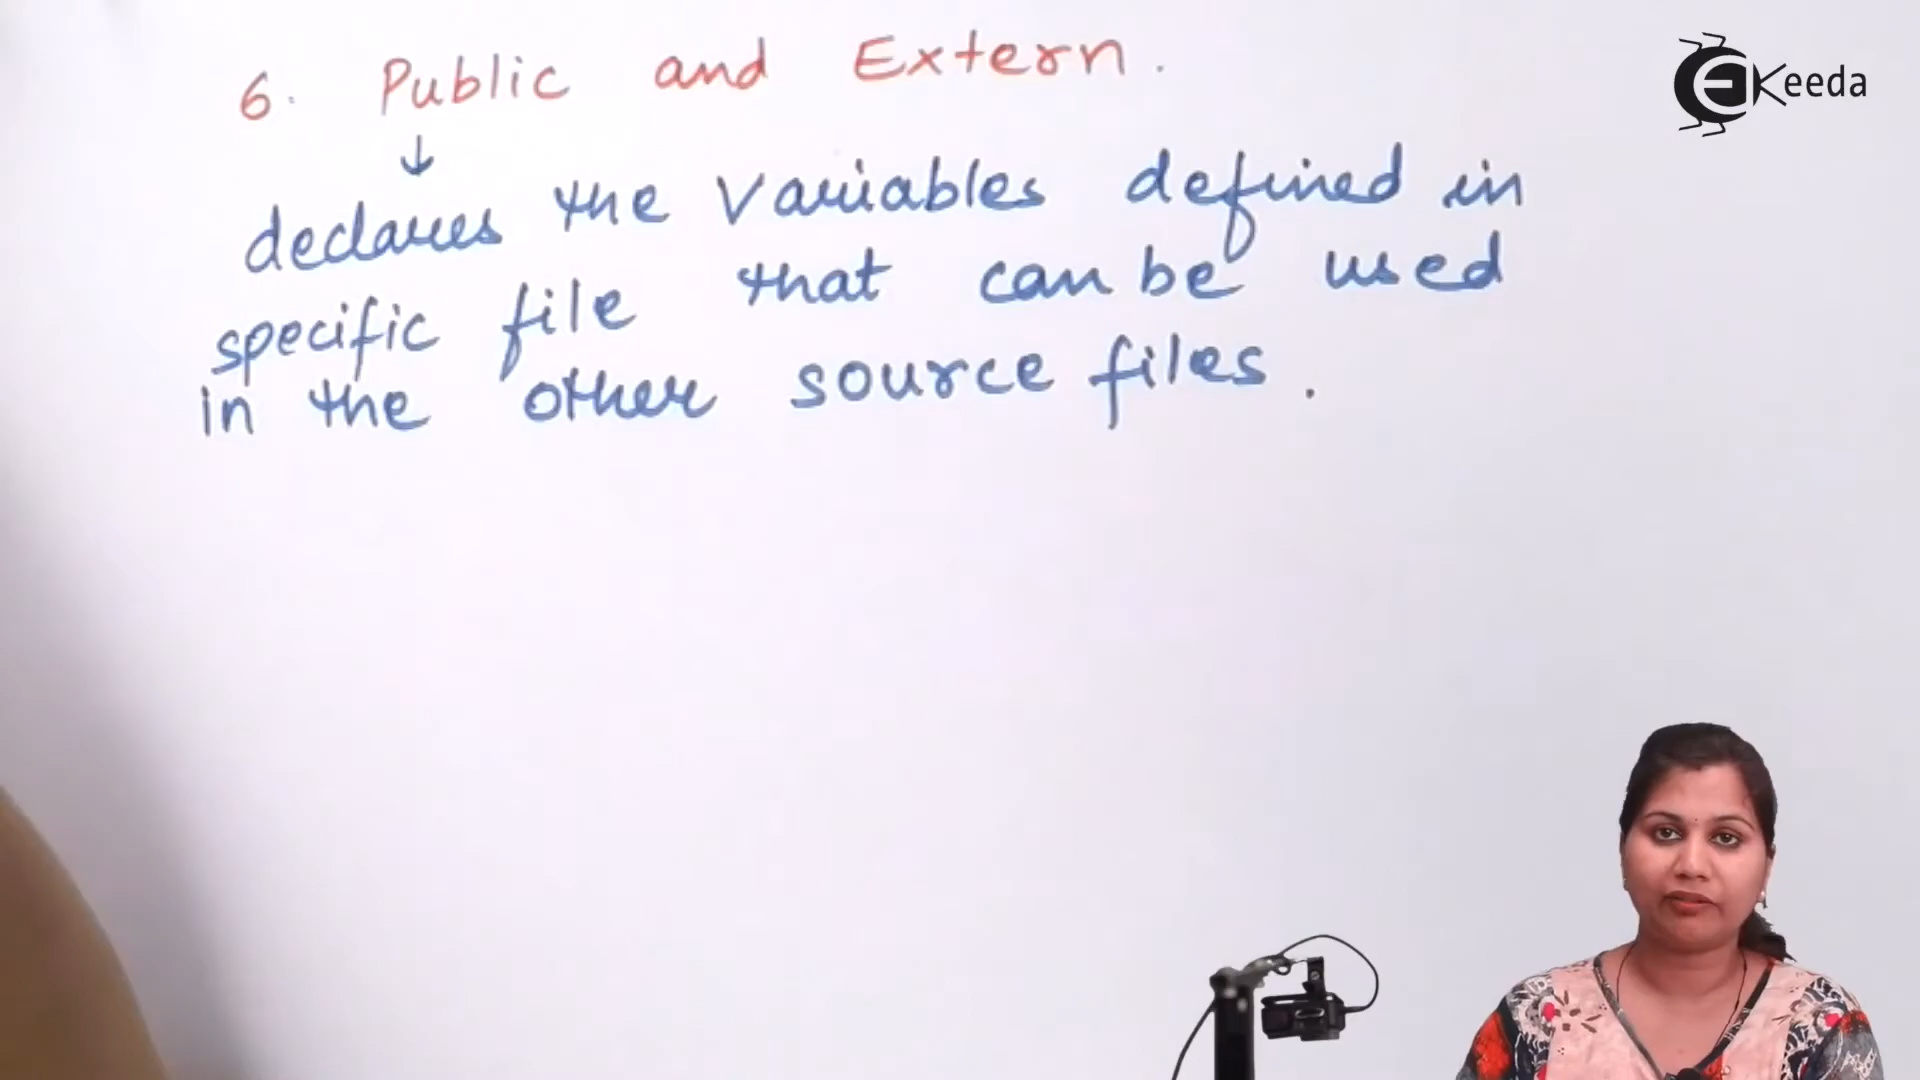 6. Public and Extern.
↓
declares the variables defined in
specific file that can be used
in the other source files.
EKeeda